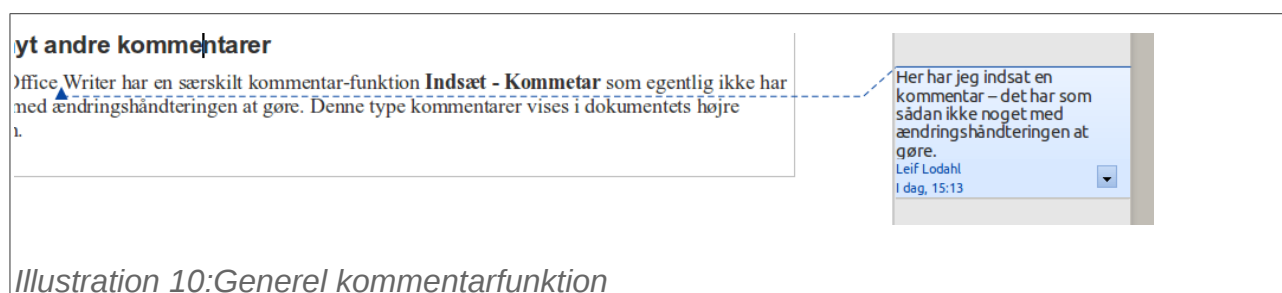 yt andre kommentarer
Office Writer har en særskilt kommentar-funktion Indsæt - Kommetar som egentlig ikke har
med ændringshåndteringen at gøre. Denne type kommentarer vises i dokumentets højre
n.
Her har jeg indsat en
kommentar – det har som
sådan ikke noget med
ændringshåndteringen at
gøre.
Leif Lodahl
I dag, 15:13
Illustration 10:Generel kommentarfunktion